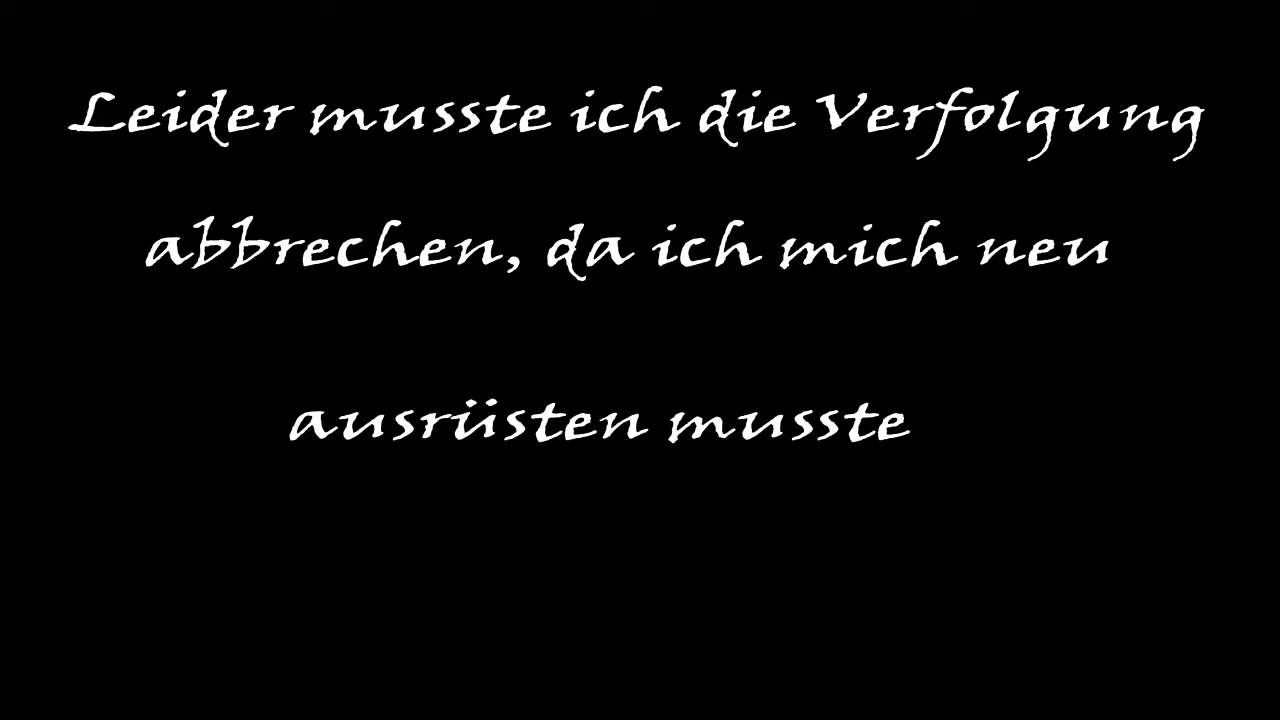 Leider musste ich die Verfolgung
abbrechen, da ich mich neu
ausrüsten musste